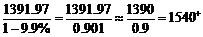 1391.97/(1−9.9%) = 1391.97/0.901 ≈ 1390/0.9 = 1540⁺